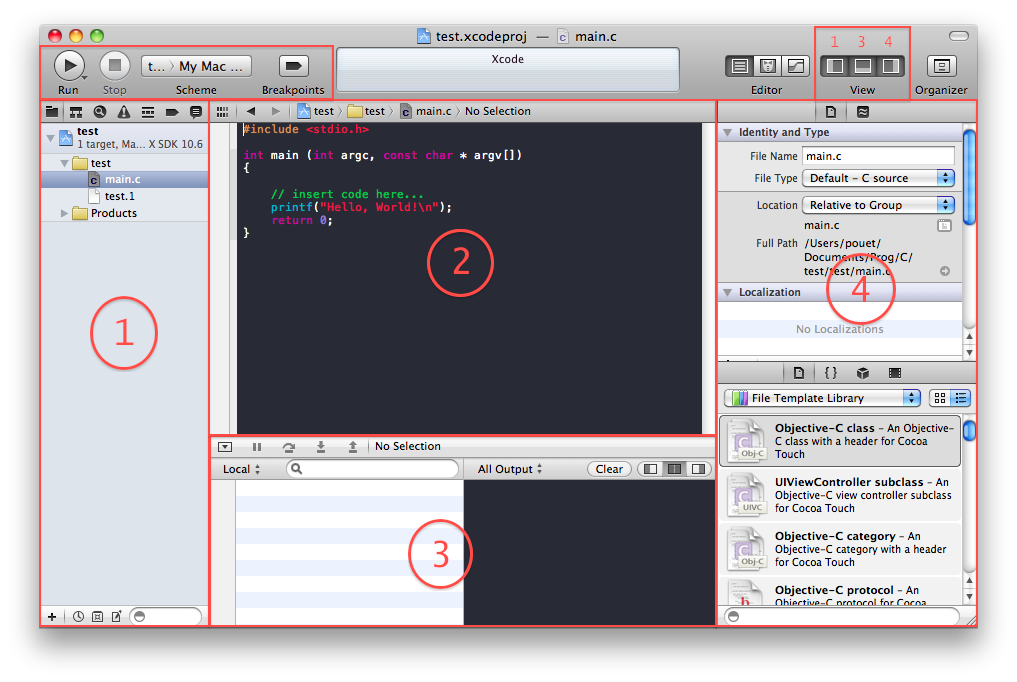 test.xcodeproj — main.c
Xcode
1 3 4
t... > My Mac ...
Run Stop Scheme Breakpoints
Editor View Organizer
test > test > main.c > No Selection
test
1 target, Ma... X SDK 10.6
test
main.c
test.1
Products
1
#include <stdio.h>
int main (int argc, const char * argv[])
{
// insert code here...
printf("Hello, World!\n");
return 0;
}
2
No Selection
Local
All Output
Clear
3
Identity and Type
File Name main.c
File Type Default - C source
Location Relative to Group
main.c
Full Path /Users/pouet/
Documents/Prog/C/
test/test/main.c
4
Localization
No Localizations
{ }
File Template Library
Objective-C class - An Objective-
C class with a header for Cocoa
Touch
Obj-C
UIViewController subclass - An
Objective-C view controller subclass
for Cocoa Touch
UIVC
Objective-C category - An
Objective-C category with a header
for Cocoa Touch
Obj-C
Objective-C protocol - An
Objective-C protocol for Cocoa